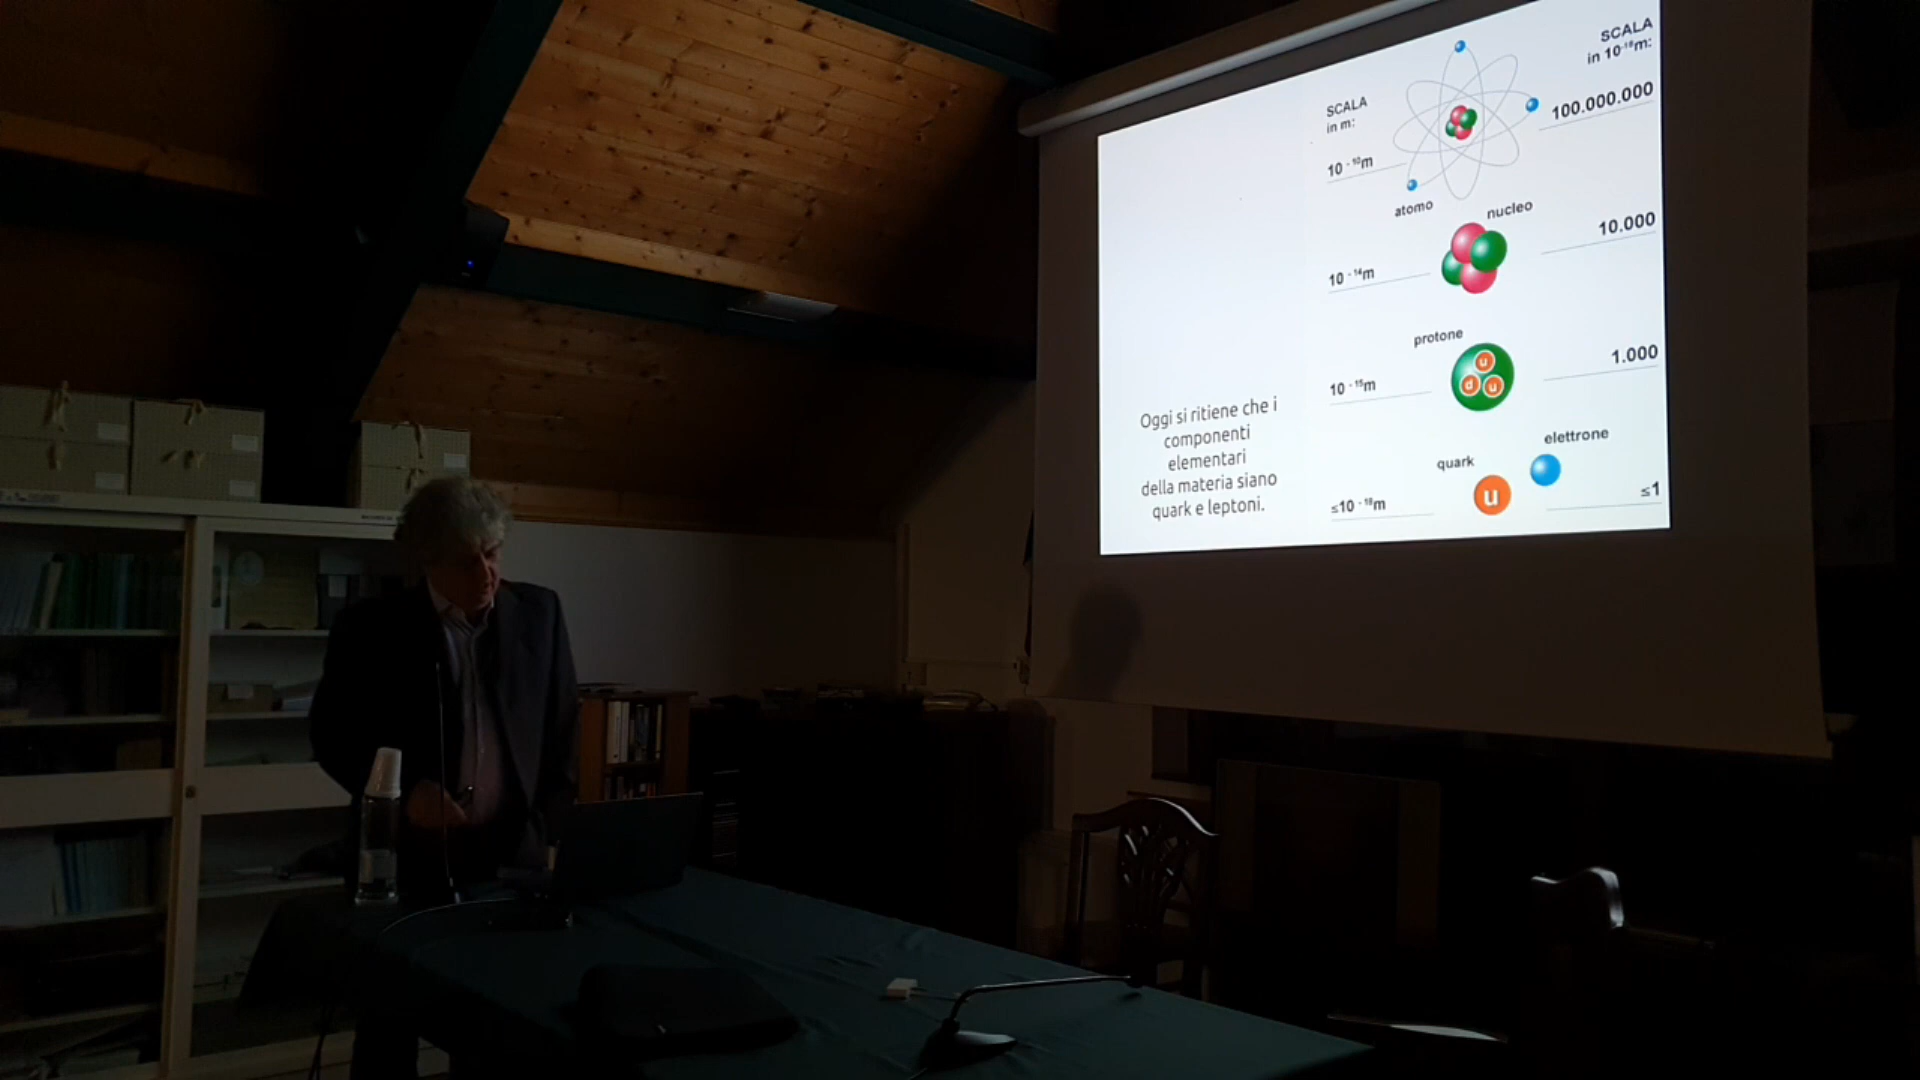 SCALA
in 10⁻¹⁸m:
SCALA
in m:
100.000.000
10⁻¹⁰m
atomo
nucleo
10.000
10⁻¹⁴m
protone
1.000
u
d u
10⁻¹⁵m
Oggi si ritiene che i
componenti
elementari
della materia siano
quark e leptoni.
elettrone
quark
u
≤1
≤10⁻¹⁸m